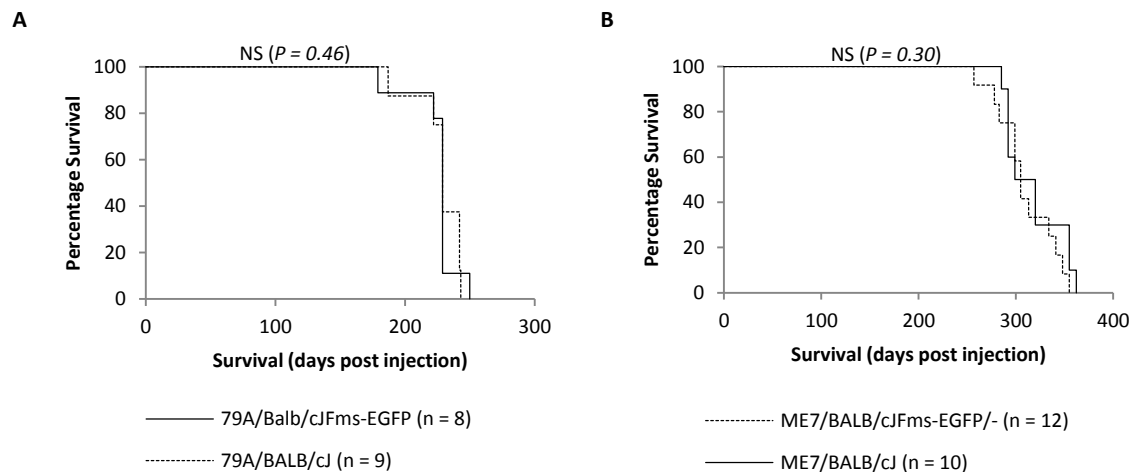 A
NS (P = 0.46)
Percentage Survival
100
80
60
40
20
0
0 100 200 300
Survival (days post injection)
79A/Balb/cJFms-EGFP (n = 8)
79A/BALB/cJ (n = 9)
B
NS (P = 0.30)
Percentage Survival
100
80
60
40
20
0
0 100 200 300 400
Survival (days post injection)
ME7/BALB/cJFms-EGFP/- (n = 12)
ME7/BALB/cJ (n = 10)